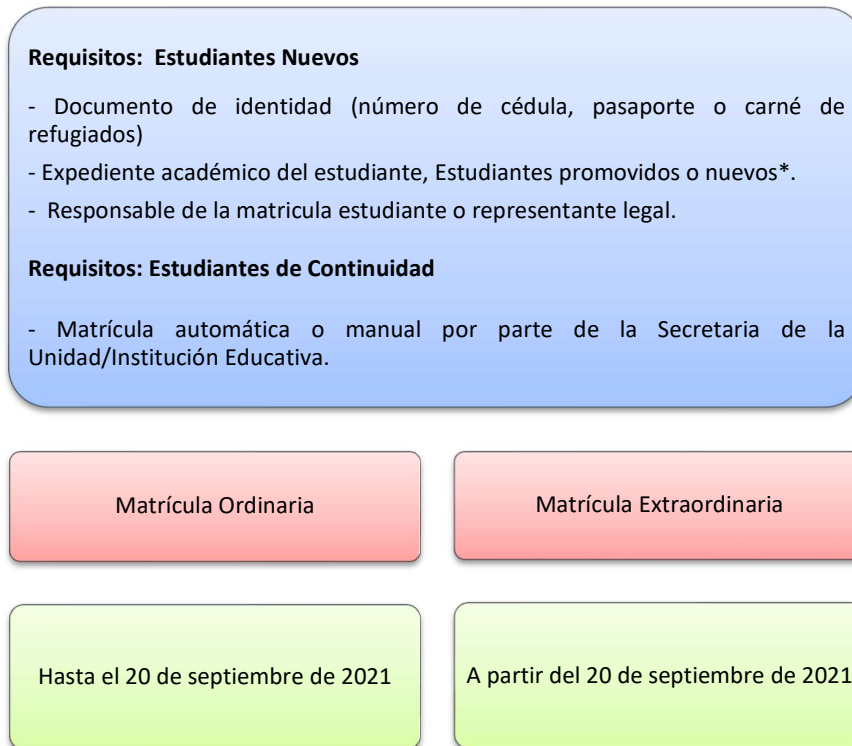 Requisitos: Estudiantes Nuevos
- Documento de identidad (número de cédula, pasaporte o carné de
refugiados)
- Expediente académico del estudiante, Estudiantes promovidos o nuevos*.
- Responsable de la matricula estudiante o representante legal.
Requisitos: Estudiantes de Continuidad
- Matrícula automática o manual por parte de la Secretaria de la
Unidad/Institución Educativa.
Matrícula Ordinaria
Matrícula Extraordinaria
Hasta el 20 de septiembre de 2021
A partir del 20 de septiembre de 2021